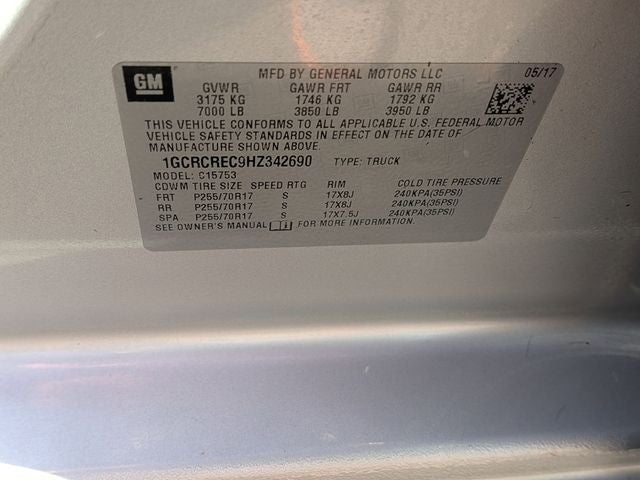 GM
MFD BY GENERAL MOTORS LLC 05/17
GVWR GAWR FRT GAWR RR
3175 KG 1746 KG 1792 KG
7000 LB 3850 LB 3950 LB
THIS VEHICLE CONFORMS TO ALL APPLICABLE U.S. FEDERAL MOTOR
VEHICLE SAFETY STANDARDS IN EFFECT ON THE DATE OF
MANUFACTURE SHOWN ABOVE.
1GCRCREC9HZ342690 TYPE: TRUCK
MODEL: C15753
CDWM TIRE SIZE SPEED RTG RIM COLD TIRE PRESSURE
FRT P255/70R17 S 17X8J 240KPA(35PSI)
RR P255/70R17 S 17X8J 240KPA(35PSI)
SPA P255/70R17 S 17X7.5J 240KPA(35PSI)
SEE OWNER'S MANUAL FOR MORE INFORMATION.